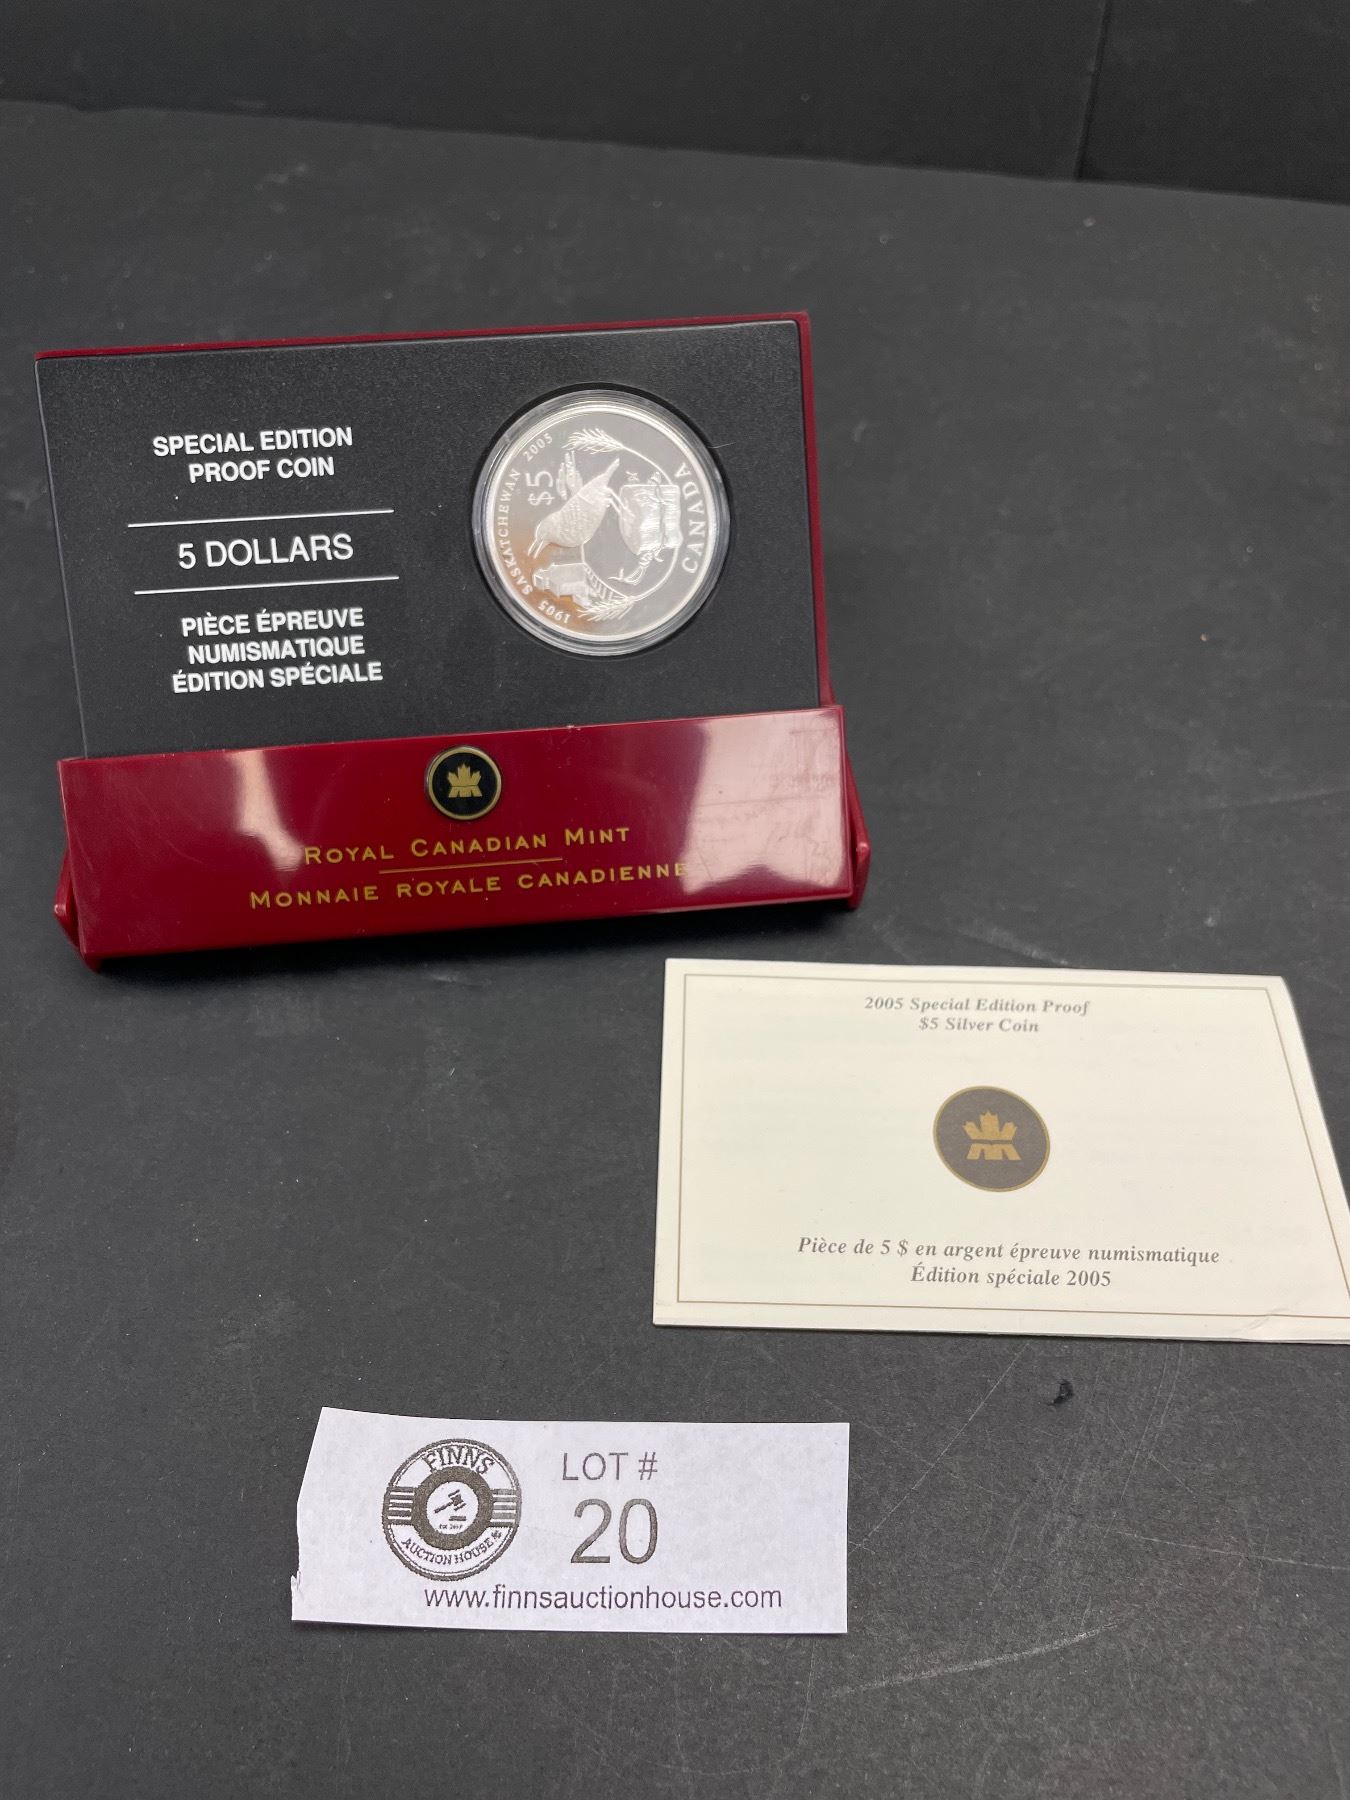 SPECIAL EDITION
PROOF COIN
5 DOLLARS
PIÈCE ÉPREUVE
NUMISMATIQUE
ÉDITION SPÉCIALE
1905 SASKATCHEWAN 2005
$5
CANADA
ROYAL CANADIAN MINT
MONNAIE ROYALE CANADIENNE
2005 Special Edition Proof
$5 Silver Coin
Pièce de 5 $ en argent épreuve numismatique
Édition spéciale 2005
FINNS
AUCTION HOUSE
LOT #
20
www.finnsauctionhouse.com